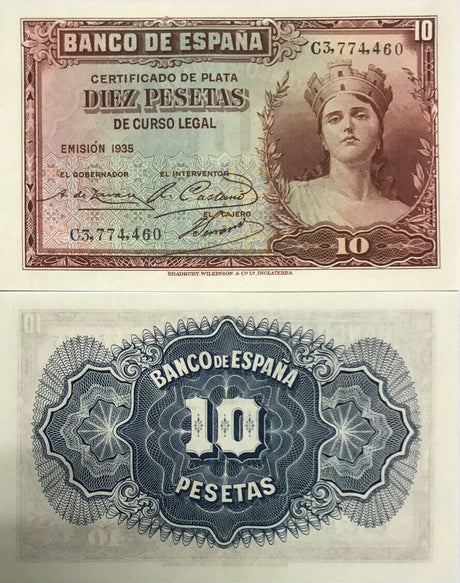 BANCO DE ESPAÑA
10
C3,774,460
CERTIFICADO DE PLATA
DIEZ PESETAS
DE CURSO LEGAL
EMISIÓN 1935
EL GOBERNADOR EL INTERVENTOR
EL CAJERO
C3,774,460
10
BRADBURY, WILKINSON & Cº Lᴰ, INGLATERRA
BANCO DE ESPAÑA
10
PESETAS